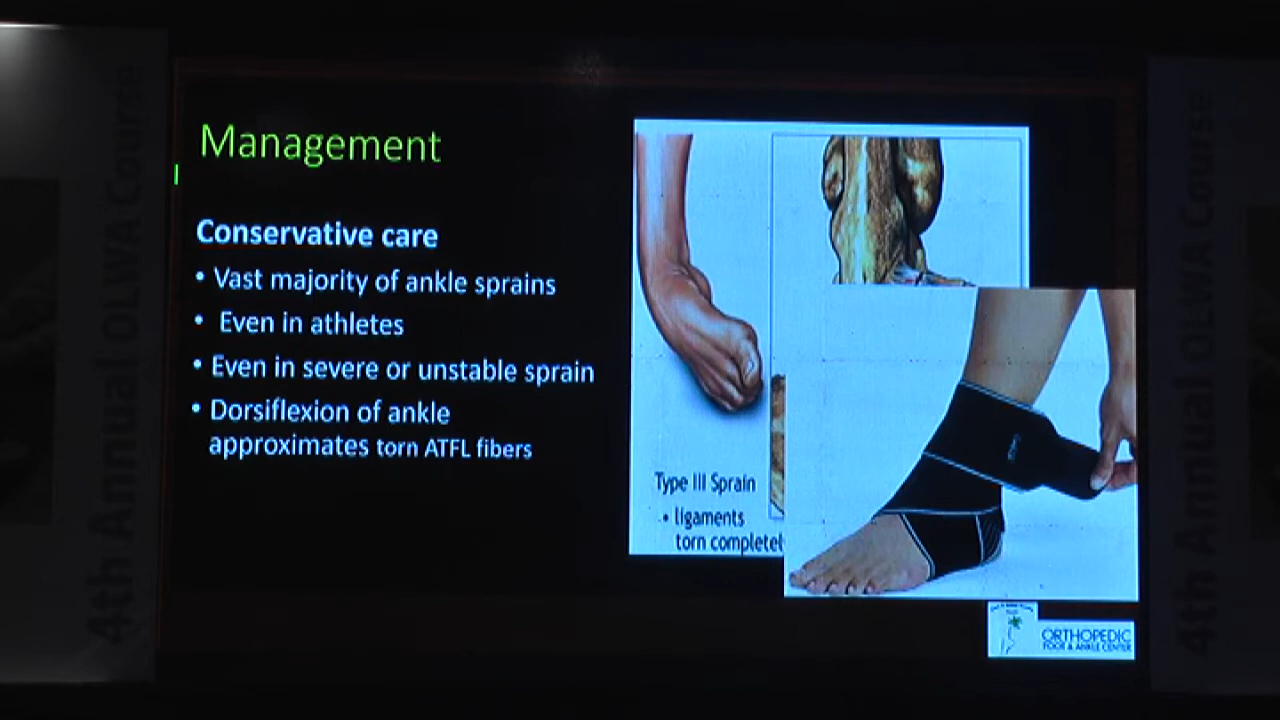 Management
Conservative care
• Vast majority of ankle sprains
• Even in athletes
• Even in severe or unstable sprain
• Dorsiflexion of ankle
approximates torn ATFL fibers
Type III Sprain
• ligaments
torn complete
ORTHOPEDIC
FOOT & ANKLE CENTER
4th Annual OLWA Course
4th Annual OLWA Course